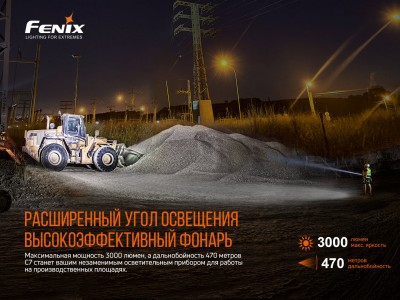 FENIX
LIGHTING FOR EXTREMES
РАСШИРЕННЫЙ УГОЛ ОСВЕЩЕНИЯ
ВЫСОКОЭФФЕКТИВНЫЙ ФОНАРЬ
Максимальная мощность 3000 люмен, а дальнобойность 470 метров
C7 станет вашим незаменимым осветительным прибором для работы
на производственных площадях.
3000 люмен
макс. яркость
470 метров
дальнобойность